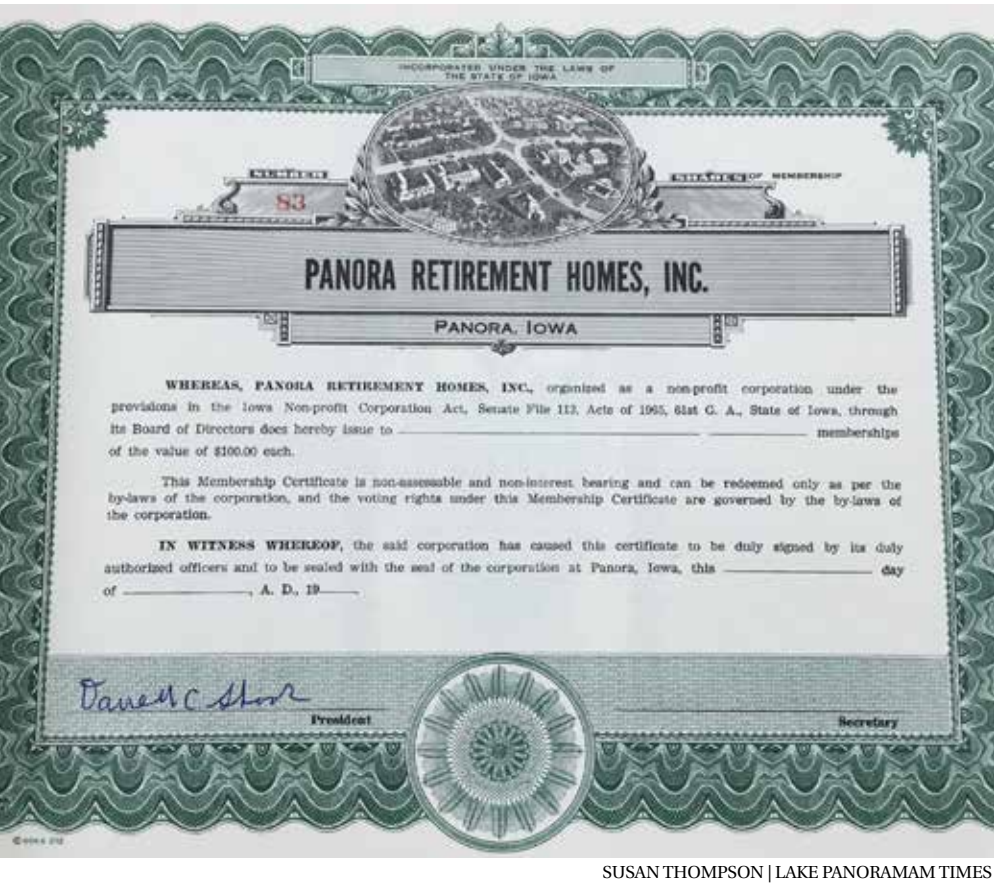 INCORPORATED UNDER THE LAWS OF
THE STATE OF IOWA
NUMBER
SHARES OF MEMBERSHIP
83
PANORA RETIREMENT HOMES, INC.
PANORA, IOWA
WHEREAS, PANORA RETIREMENT HOMES, INC., organized as a non-profit corporation under the
provisions in the Iowa Non-profit Corporation Act, Senate File 113, Acts of 1965, 61st G. A., State of Iowa, through
its Board of Directors does hereby issue to ______ ______ memberships
of the value of $100.00 each.
This Membership Certificate is non-assessable and non-interest bearing and can be redeemed only as per the
by-laws of the corporation, and the voting rights under this Membership Certificate are governed by the by-laws of
the corporation.
IN WITNESS WHEREOF, the said corporation has caused this certificate to be duly signed by its duly
authorized officers and to be sealed with the seal of the corporation at Panora, Iowa, this ______ day
of ______, A. D., 19____.
Darrell C
President
Secretary
SUSAN THOMPSON | LAKE PANORAMAM TIMES